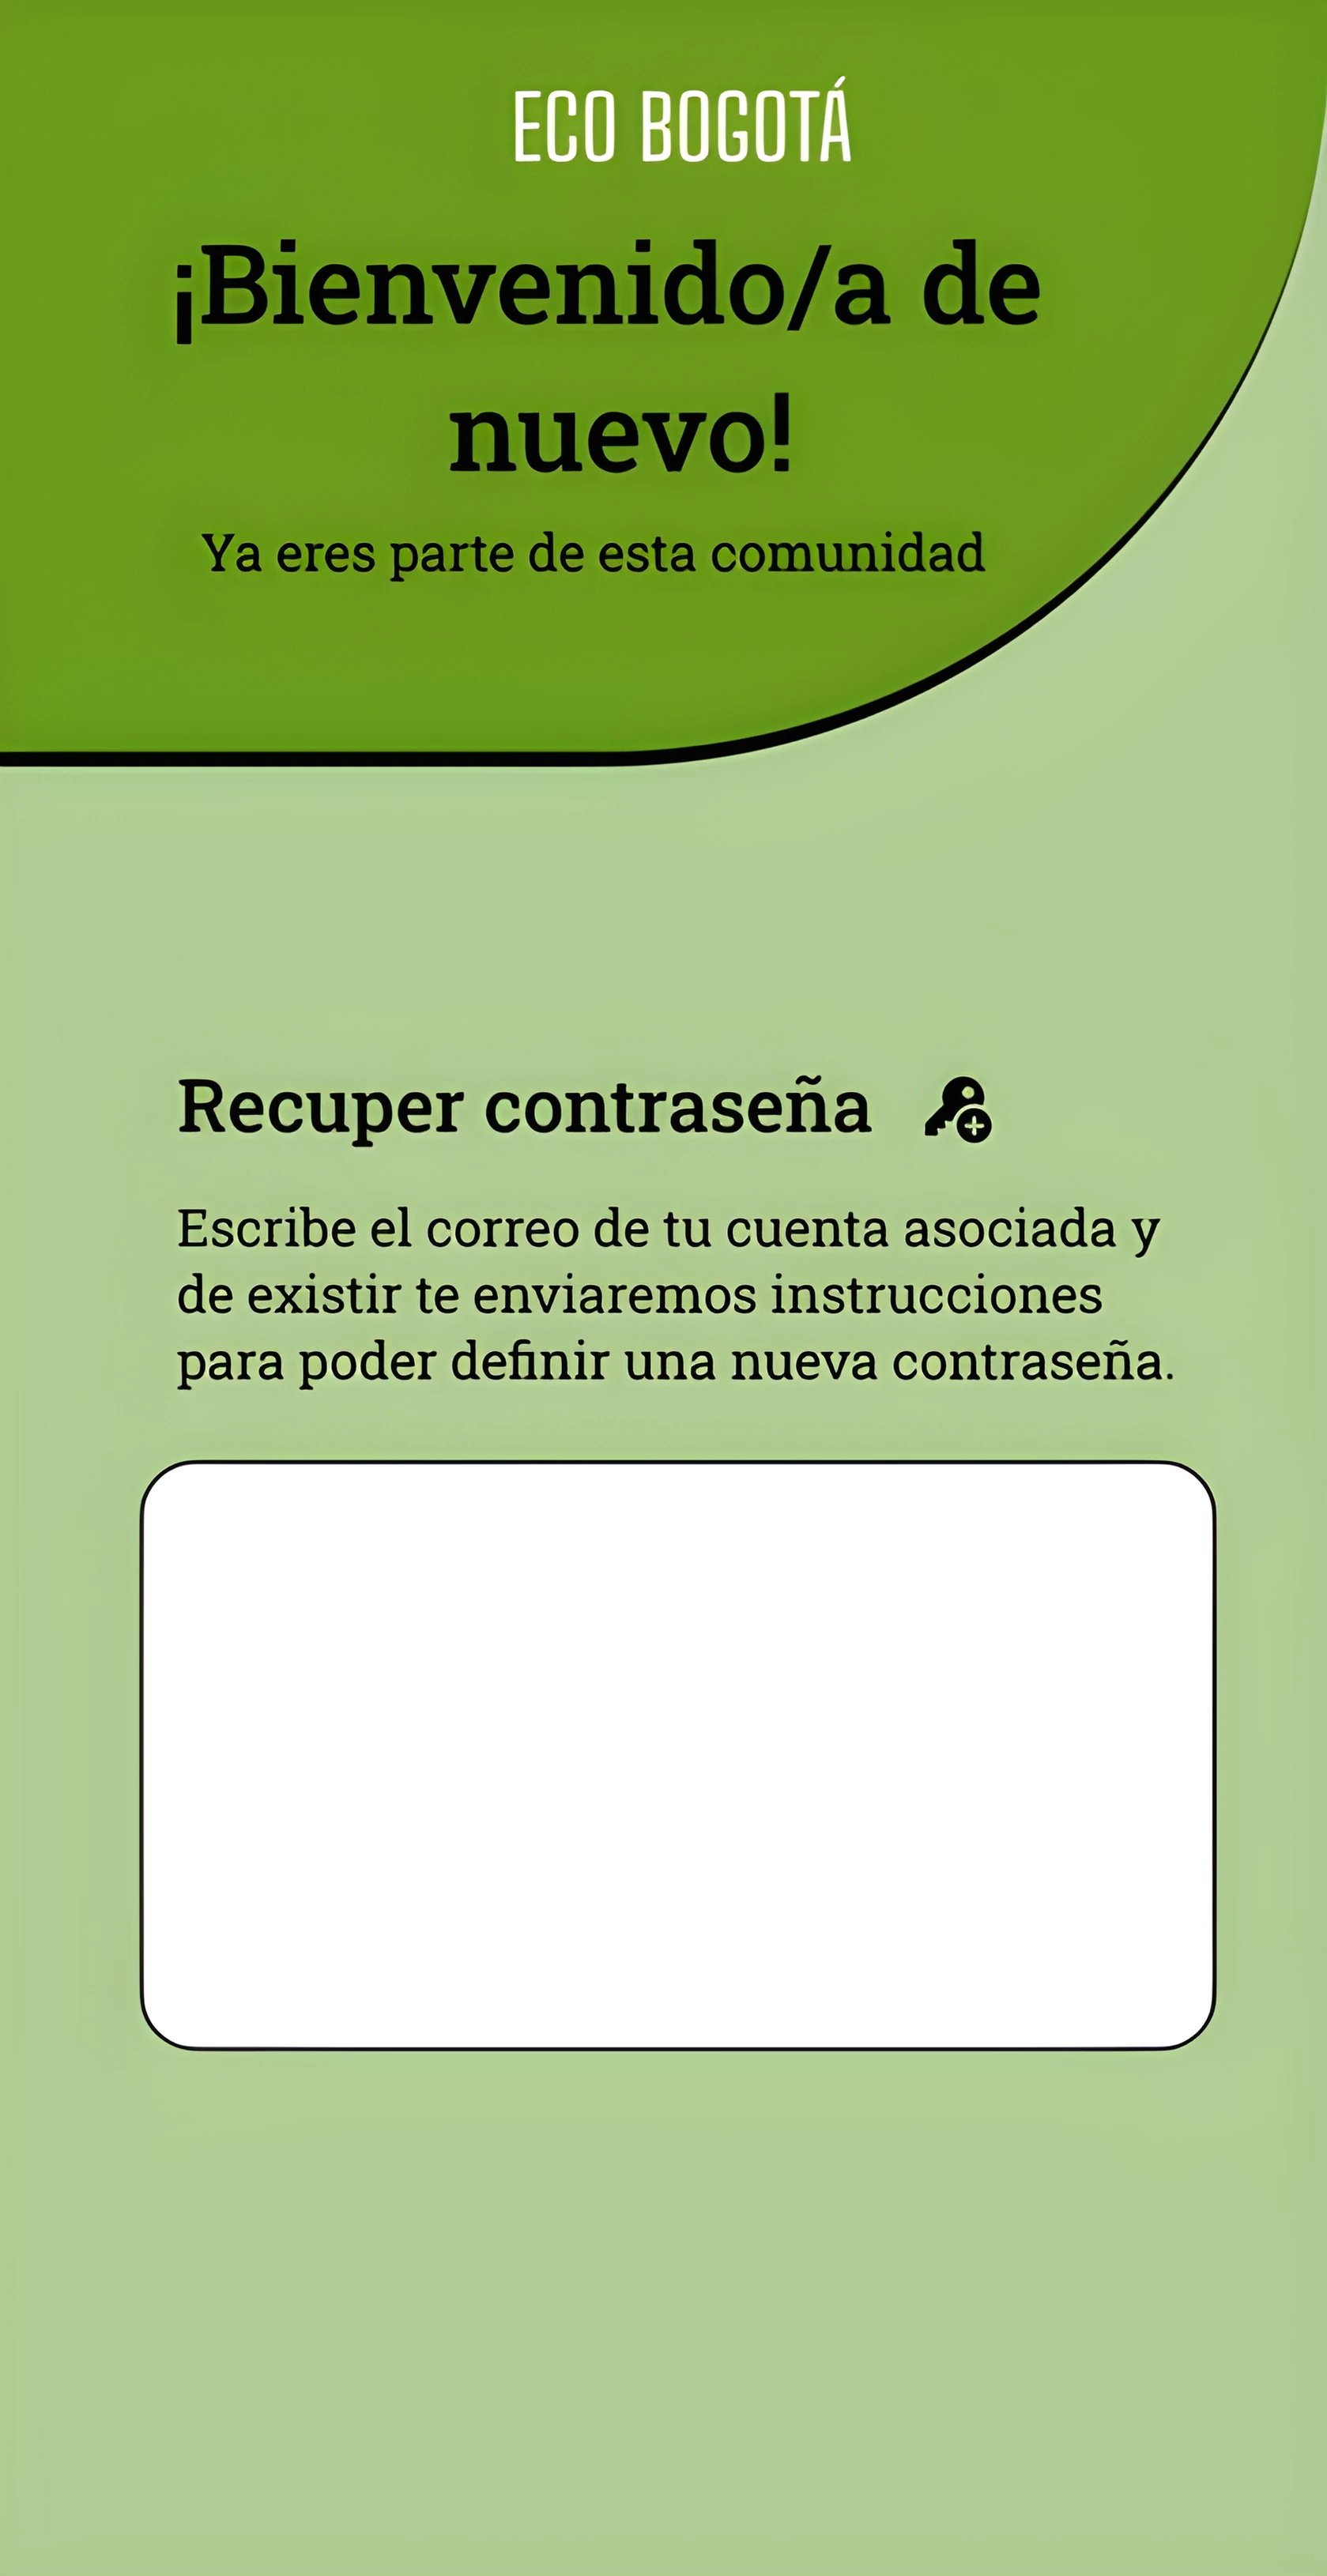 ECO BOGOTÁ
¡Bienvenido/a de
nuevo!
Ya eres parte de esta comunidad
Recuper contraseña
Escribe el correo de tu cuenta asociada y
de existir te enviaremos instrucciones
para poder definir una nueva contraseña.